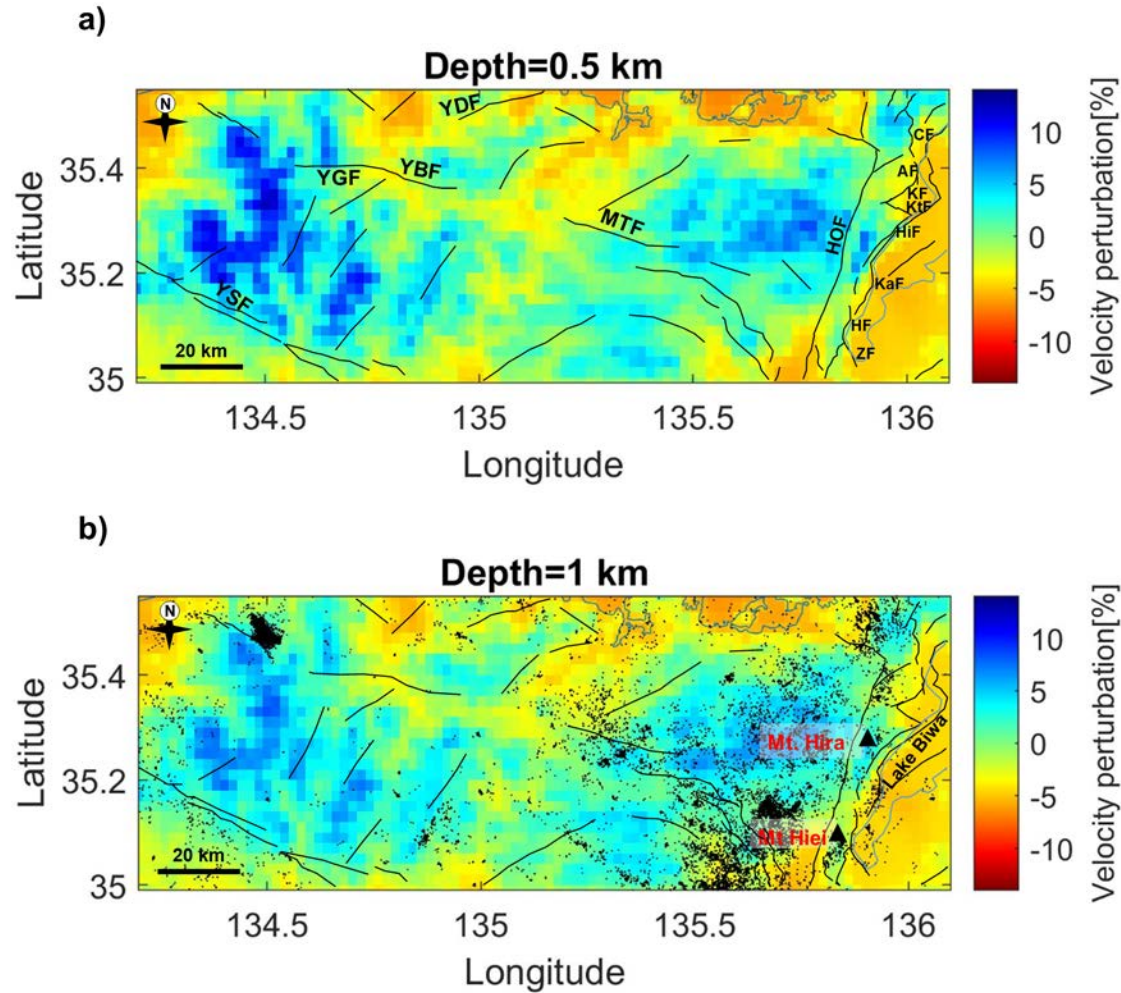 a)
Depth=0.5 km
N
YDF
CF
10
35.4
YBF
AF
YGF
KF
5
KtF
MTF
HOF
HiF
0
Latitude
35.2
KaF
YSF
-5
HF
20 km
ZF
-10
35
134.5
135
135.5
136
Longitude
Velocity perturbation[%]
b)
Depth=1 km
N
10
35.4
5
Mt. Hira
Lake Biwa
0
Latitude
35.2
-5
Mt Hiei
20 km
-10
35
134.5
135
135.5
136
Longitude
Velocity perturbation[%]